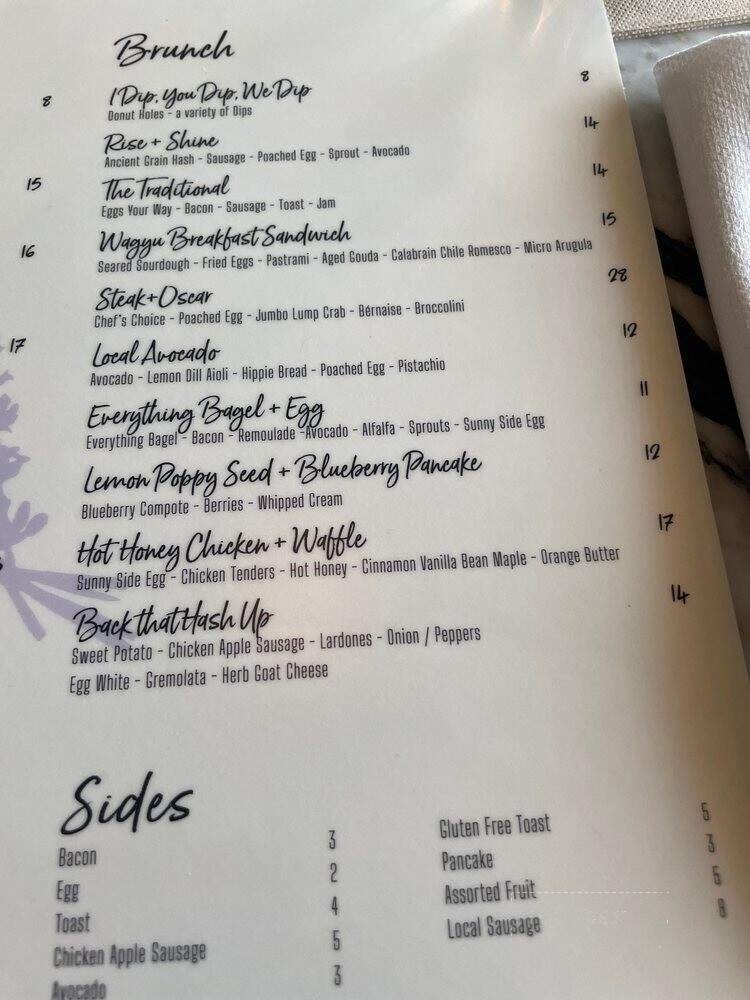 Brunch
8
I Dip, You Dip, We Dip 8
Donut Holes - a variety of Dips
Rise + Shine 14
Ancient Grain Hash - Sausage - Poached Egg - Sprout - Avocado
15
The Traditional 14
Eggs Your Way - Bacon - Sausage - Toast - Jam
16
Wagyu Breakfast Sandwich 15
Seared Sourdough - Fried Eggs - Pastrami - Aged Gouda - Calabrain Chile Romesco - Micro Arugula
Steak+Oscar 28
Chef's Choice - Poached Egg - Jumbo Lump Crab - Bérnaise - Broccolini
17
Local Avocado 12
Avocado - Lemon Dill Aioli - Hippie Bread - Poached Egg - Pistachio
Everything Bagel + Egg 11
Everything Bagel - Bacon - Remoulade -Avocado - Alfalfa - Sprouts - Sunny Side Egg
Lemon Poppy Seed + Blueberry Pancake 12
Blueberry Compote - Berries - Whipped Cream
Hot Honey Chicken + Waffle 17
Sunny Side Egg - Chicken Tenders - Hot Honey - Cinnamon Vanilla Bean Maple - Orange Butter
Back that Hash Up 14
Sweet Potato - Chicken Apple Sausage - Lardones - Onion / Peppers
Egg White - Gremolata - Herb Goat Cheese
Sides
Bacon 3
Egg 2
Toast 4
Chicken Apple Sausage 5
Avocado 3
Gluten Free Toast 5
Pancake 3
Assorted Fruit 5
Local Sausage 8